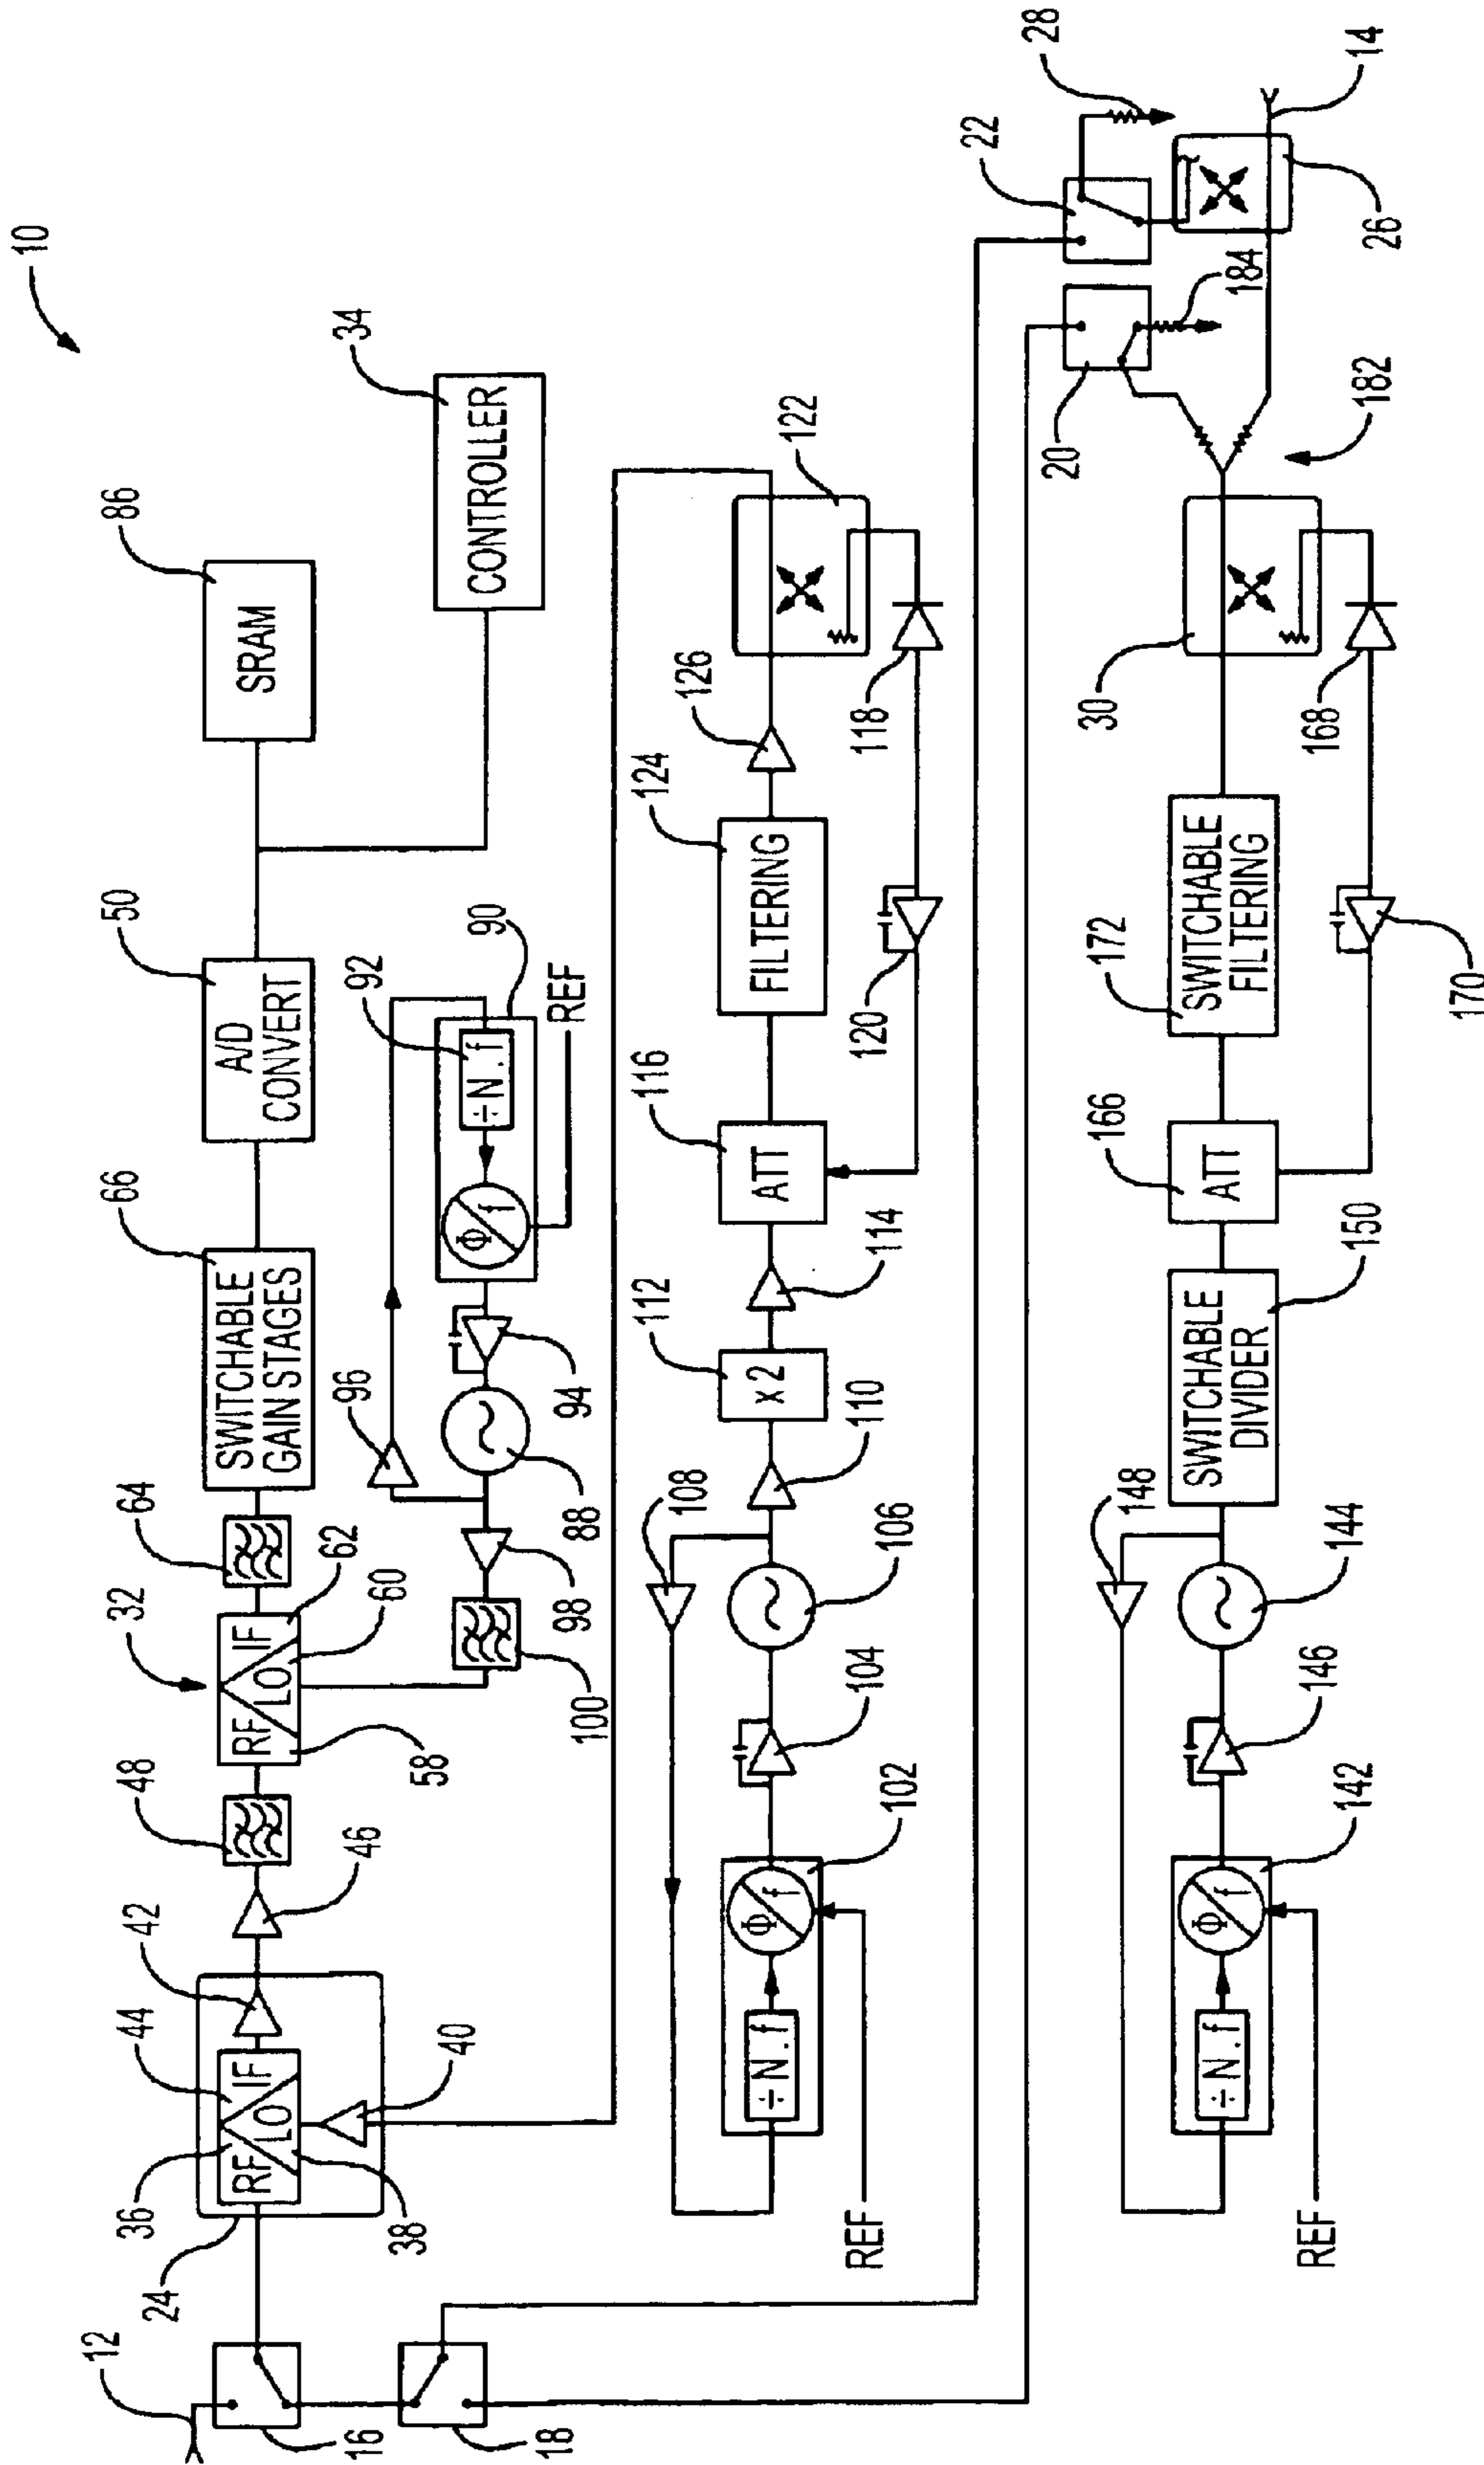 10
12
16
18
24
36
RF
LO
IF
44
38
40
42
46
48
32
RF
LO
IF
58
60
62
64
66
SWITCHABLE
GAIN STAGES
50
A/D
CONVERT
86
SRAM
34
CONTROLLER
100
98
88
96
94
Φ
f
÷N.f
92
90
REF
÷N.f
Φ
f
102
REF
104
106
108
110
112
x2
114
116
ATT
124
FILTERING
126
122
118
120
÷N.f
Φ
f
142
REF
146
144
148
SWITCHABLE
DIVIDER
150
166
ATT
172
SWITCHABLE
FILTERING
170
168
30
182
20
184
22
28
26
14